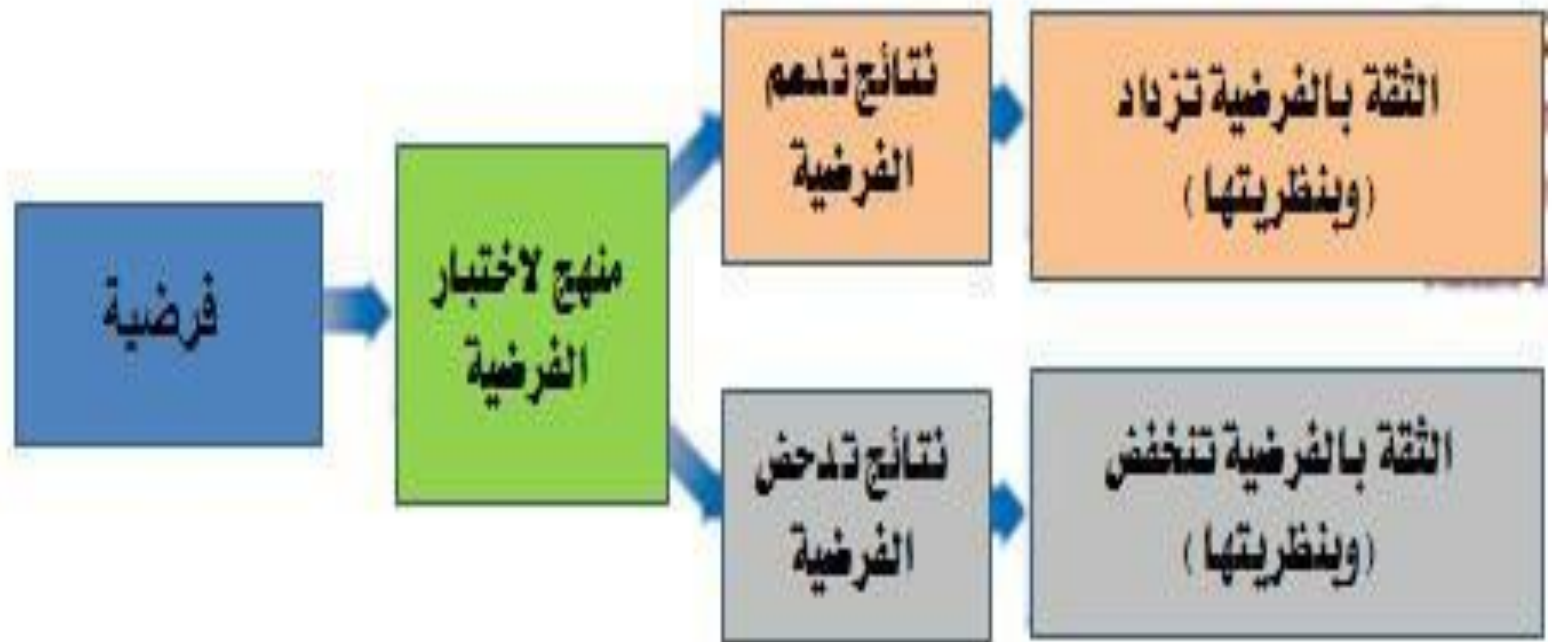 فرضية
منهج لاختبار
الفرضية
نتائج تدعم
الفرضية
الثقة بالفرضية تزداد
(وبنظريتها)
نتائج تدحض
الفرضية
الثقة بالفرضية تنخفض
(وبنظريتها)